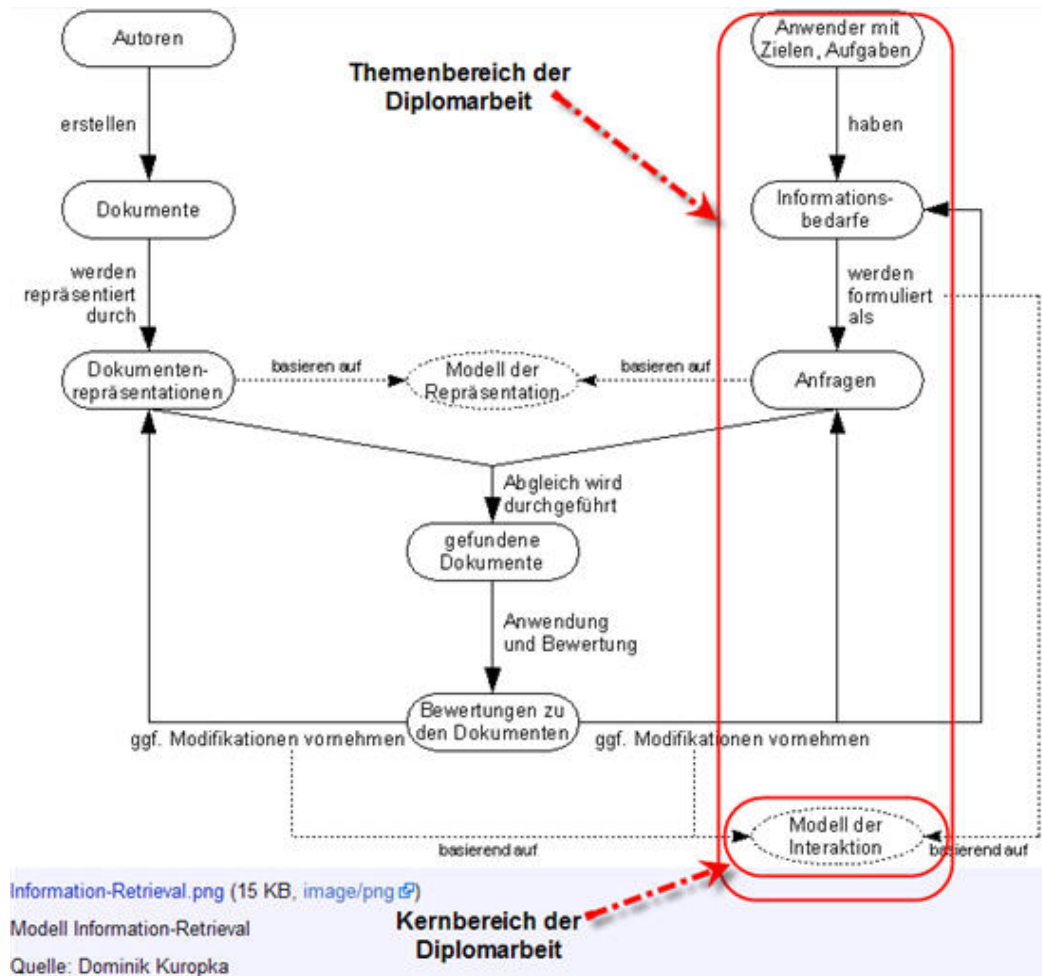 Autoren
Anwender mit
Zielen, Aufgaben
Themenbereich der
Diplomarbeit
erstellen
haben
Dokumente
Informations-
bedarfe
werden
repräsentiert
durch
werden
formuliert
als
Dokumenten-
repräsentationen
basieren auf
Modell der
Repräsentation
basieren auf
Anfragen
Abgleich wird
durchgeführt
gefundene
Dokumente
Anwendung
und Bewertung
Bewertungen zu
den Dokumenten
ggf. Modifikationen vornehmen
ggf. Modifikationen vornehmen
Modell der
Interaktion
basierend auf
basierend auf
Information-Retrieval.png (15 KB, image/png)
Modell Information-Retrieval
Quelle: Dominik Kuropka
Kernbereich der
Diplomarbeit